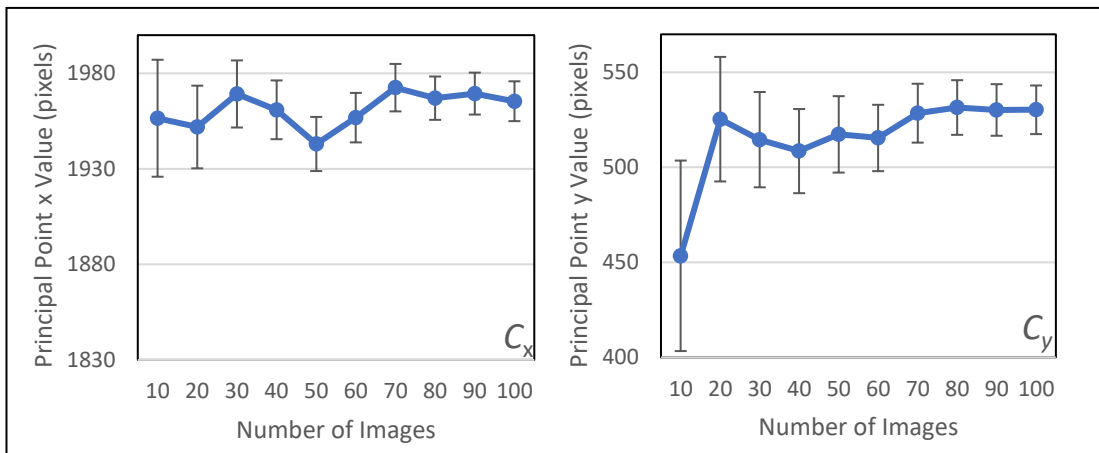 Principal Point x Value (pixels)
1980
1930
1880
1830
10 20 30 40 50 60 70 80 90 100
Number of Images
Cx
Principal Point y Value (pixels)
550
500
450
400
10 20 30 40 50 60 70 80 90 100
Number of Images
Cy